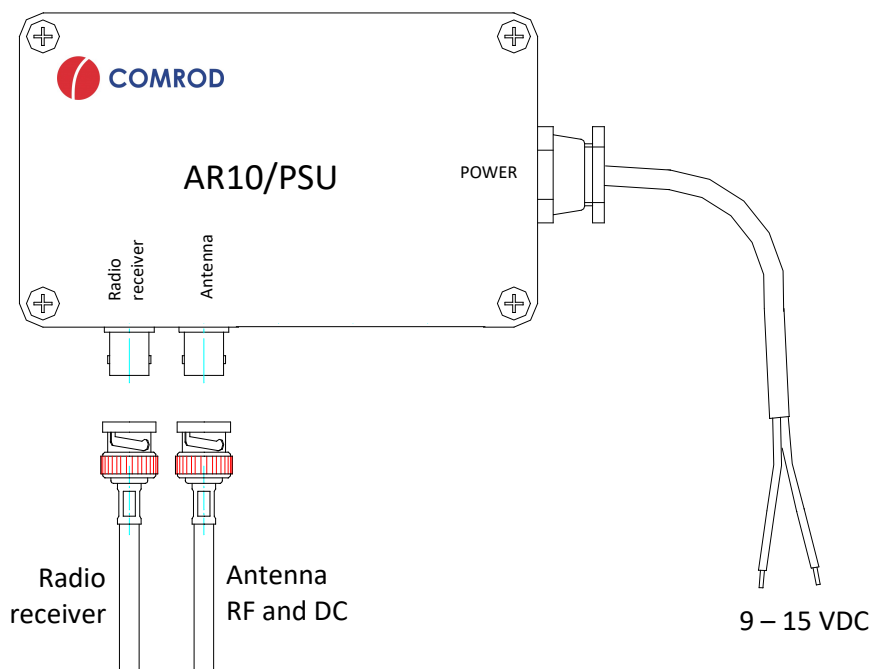 COMROD
AR10/PSU
POWER
Radio
receiver
Antenna
Radio
receiver
Antenna
RF and DC
9 – 15 VDC